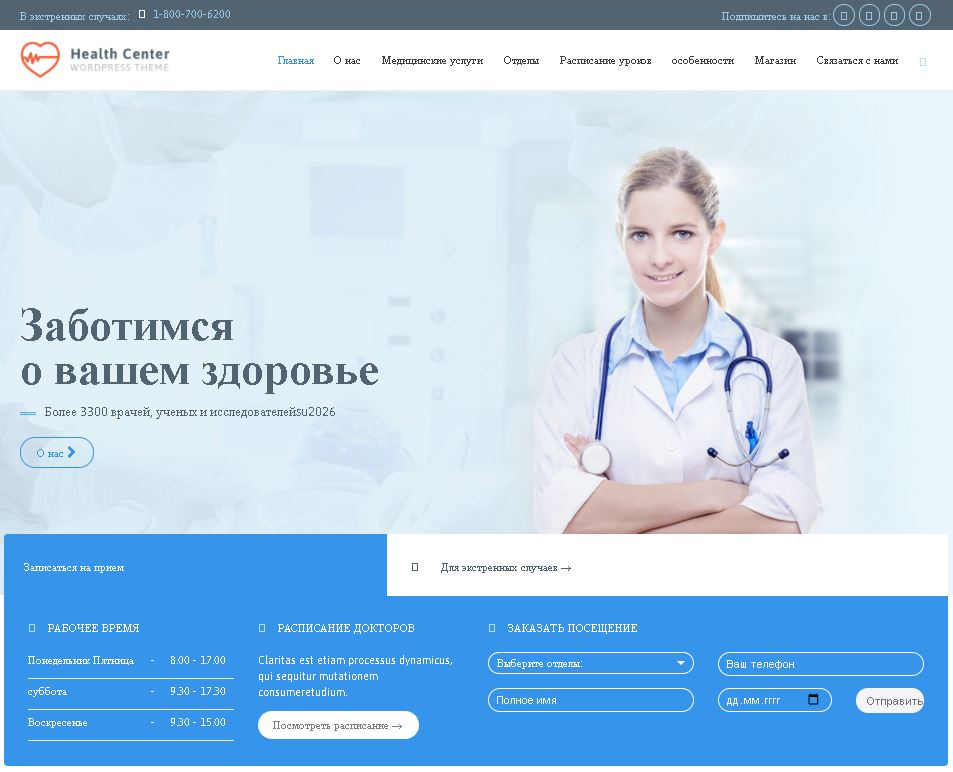 В экстренных случаях: 1-800-700-6200
Подпишитесь на нас в:
Health Center
WORDPRESS THEME
Главная О нас Медицинские услуги Отделы Расписание уроков особенности Магазин Связаться с нами
Заботимся
о вашем здоровье
Более 3300 врачей, ученых и исследователейsu2026
О нас
Записаться на прием
Для экстренных случаев →
РАБОЧЕЕ ВРЕМЯ
Понедельник Пятница - 8.00 - 17.00
суббота - 9.30 - 17.30
Воскресенье - 9.30 - 15.00
РАСПИСАНИЕ ДОКТОРОВ
Claritas est etiam processus dynamicus,
qui sequitur mutationem
consumeretudium.
Посмотреть расписание →
ЗАКАЗАТЬ ПОСЕЩЕНИЕ
Выберите отделы:
Ваш телефон
Полное имя
дд.мм.гггг
Отправить